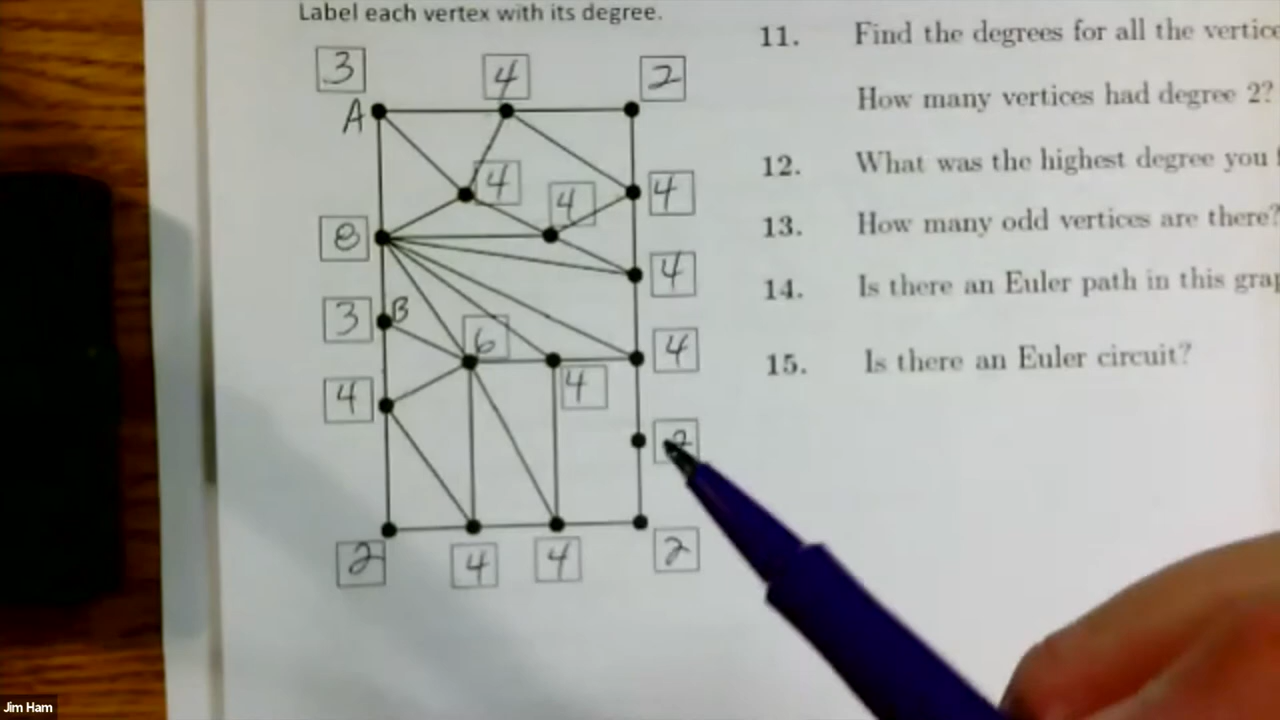 Label each vertex with its degree.
3
4
2
A
4
4
4
8
4
3
B
6
4
4
4
2
2
4
4
2
11. Find the degrees for all the
How many vertices had degree 2?
12. What was the highest degree you
13. How many odd vertices are there?
14. Is there an Euler path in this
15. Is there an Euler circuit?
Jim Ham